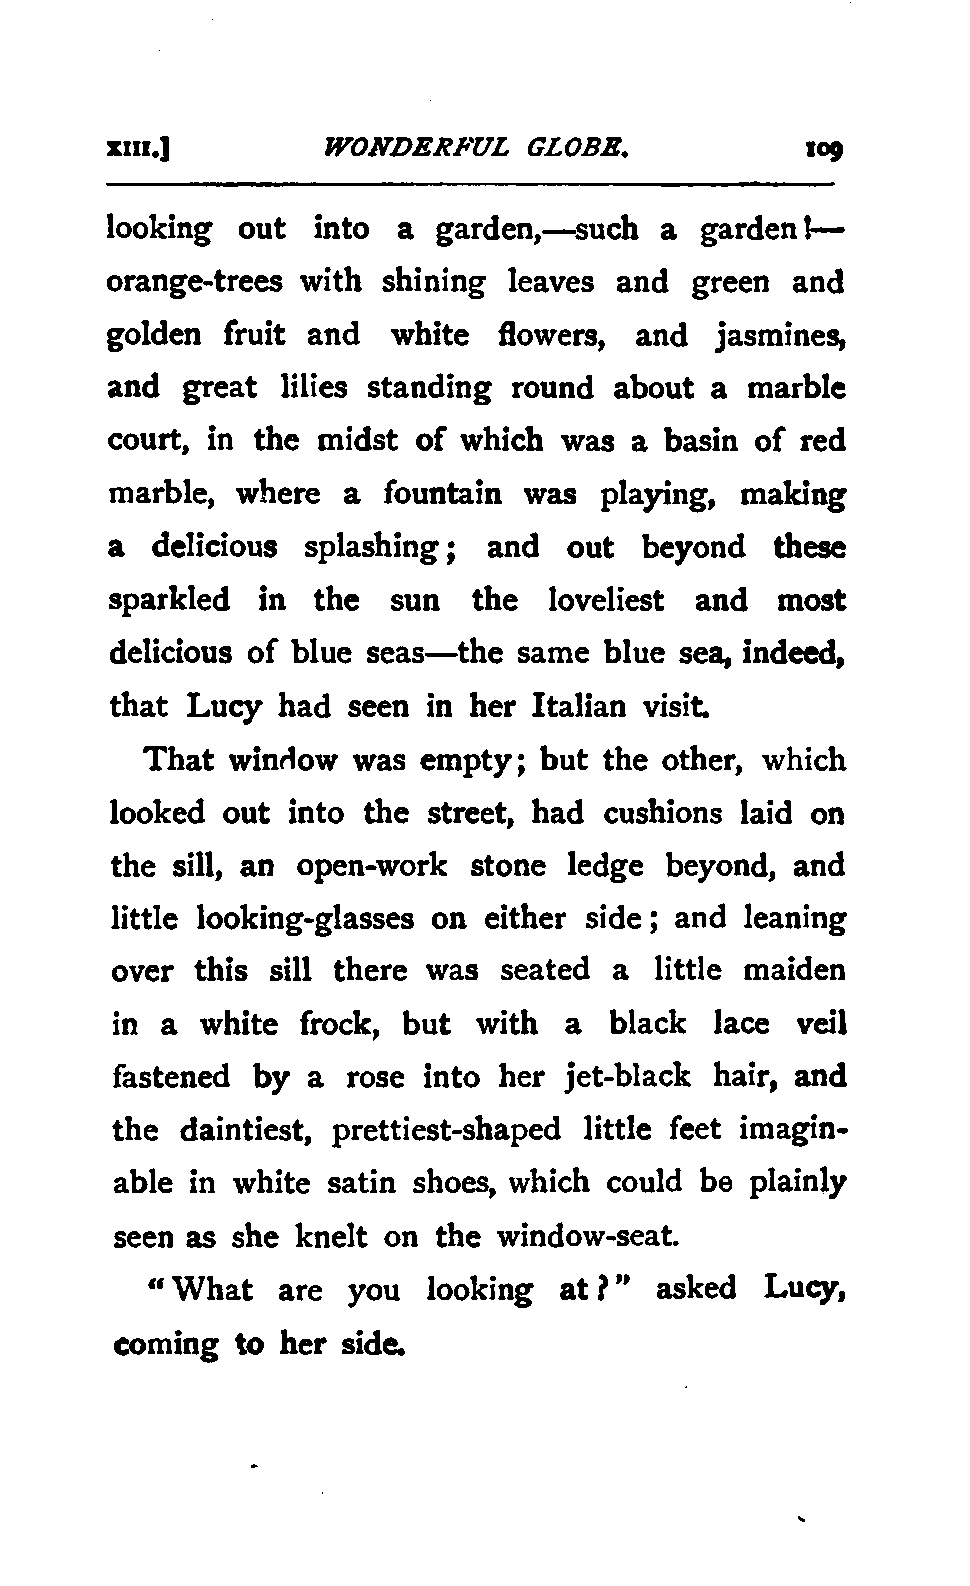 XIII.] WONDERFUL GLOBE. 109
looking out into a garden,—such a garden!—
orange-trees with shining leaves and green and
golden fruit and white flowers, and jasmines,
and great lilies standing round about a marble
court, in the midst of which was a basin of red
marble, where a fountain was playing, making
a delicious splashing; and out beyond these
sparkled in the sun the loveliest and most
delicious of blue seas—the same blue sea, indeed,
that Lucy had seen in her Italian visit.
That window was empty; but the other, which
looked out into the street, had cushions laid on
the sill, an open-work stone ledge beyond, and
little looking-glasses on either side; and leaning
over this sill there was seated a little maiden
in a white frock, but with a black lace veil
fastened by a rose into her jet-black hair, and
the daintiest, prettiest-shaped little feet imagin-
able in white satin shoes, which could be plainly
seen as she knelt on the window-seat.
"What are you looking at?" asked Lucy,
coming to her side.